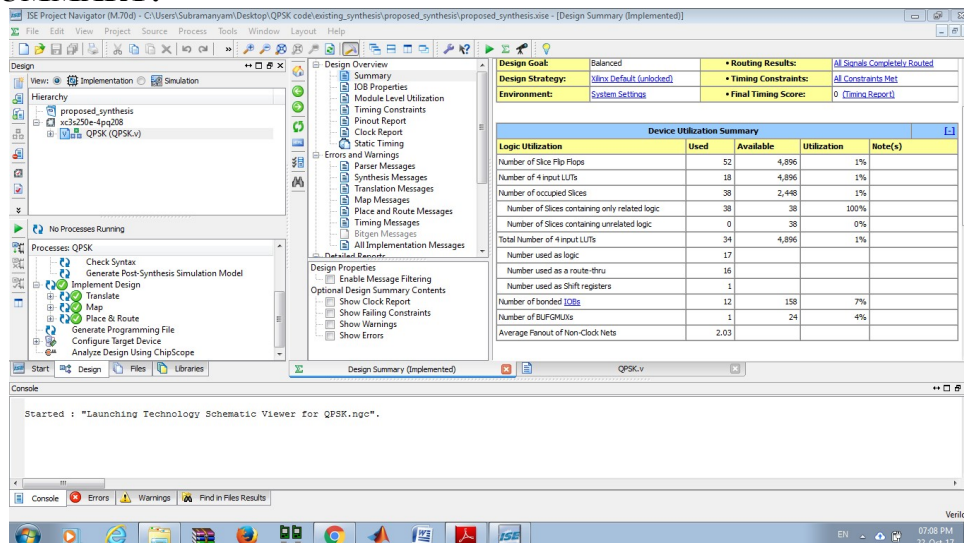 ISE Project Navigator (M.70d) - C:\Users\Subramanyam\Desktop\QPSK code\existing_synthesis\proposed_synthesis\proposed_synthesis.xise - [Design Summary (Implemented)]
File Edit View Project Source Process Tools Window Layout Help
Design
View: Implementation Simulation
Hierarchy
proposed_synthesis
xc3s250e-4pq208
QPSK (QPSK.v)
No Processes Running
Processes: QPSK
Check Syntax
Generate Post-Synthesis Simulation Model
Implement Design
Translate
Map
Place & Route
Generate Programming File
Configure Target Device
Analyze Design Using ChipScope
Start Design Files Libraries
Design Overview
Summary
IOB Properties
Module Level Utilization
Timing Constraints
Pinout Report
Clock Report
Static Timing
Errors and Warnings
Parser Messages
Synthesis Messages
Translation Messages
Map Messages
Place and Route Messages
Timing Messages
Bitgen Messages
All Implementation Messages
Detailed Reports
Design Properties
Enable Message Filtering
Optional Design Summary Contents
Show Clock Report
Show Failing Constraints
Show Warnings
Show Errors
Design Goal: Balanced • Routing Results: All Signals Completely Routed
Design Strategy: Xilinx Default (unlocked) • Timing Constraints: All Constraints Met
Environment: System Settings • Final Timing Score: 0 (Timing Report)
Device Utilization Summary [-]
Logic Utilization Used Available Utilization Note(s)
Number of Slice Flip Flops 52 4,896 1%
Number of 4 input LUTs 18 4,896 1%
Number of occupied Slices 38 2,448 1%
Number of Slices containing only related logic 38 38 100%
Number of Slices containing unrelated logic 0 38 0%
Total Number of 4 input LUTs 34 4,896 1%
Number used as logic 17
Number used as a route-thru 16
Number used as Shift registers 1
Number of bonded IOBs 12 158 7%
Number of BUFGMUXs 1 24 4%
Average Fanout of Non-Clock Nets 2.03
Design Summary (Implemented) QPSK.v
Console
Started : "Launching Technology Schematic Viewer for QPSK.ngc".
Console Errors Warnings Find in Files Results
ISE EN 07:08 PM